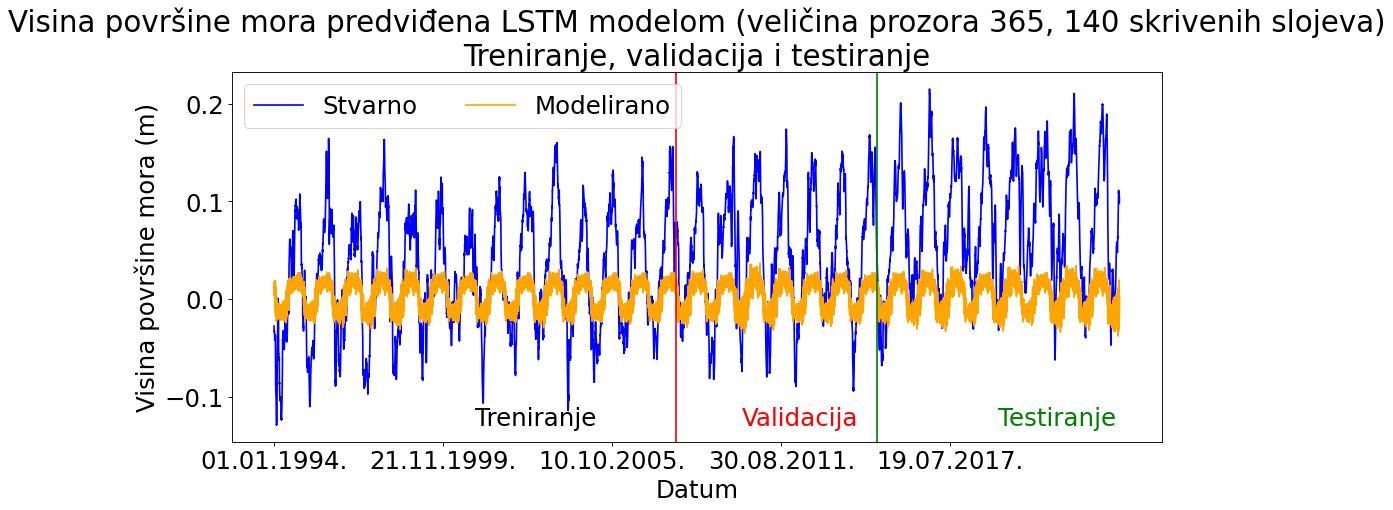 Visina površine mora predviđena LSTM modelom (veličina prozora 365, 140 skrivenih slojeva)
Treniranje, validacija i testiranje
Stvarno
Modelirano
Visina površine mora (m)
0.2
0.1
0.0
−0.1
Treniranje
Validacija
Testiranje
01.01.1994.
21.11.1999.
10.10.2005.
30.08.2011.
19.07.2017.
Datum